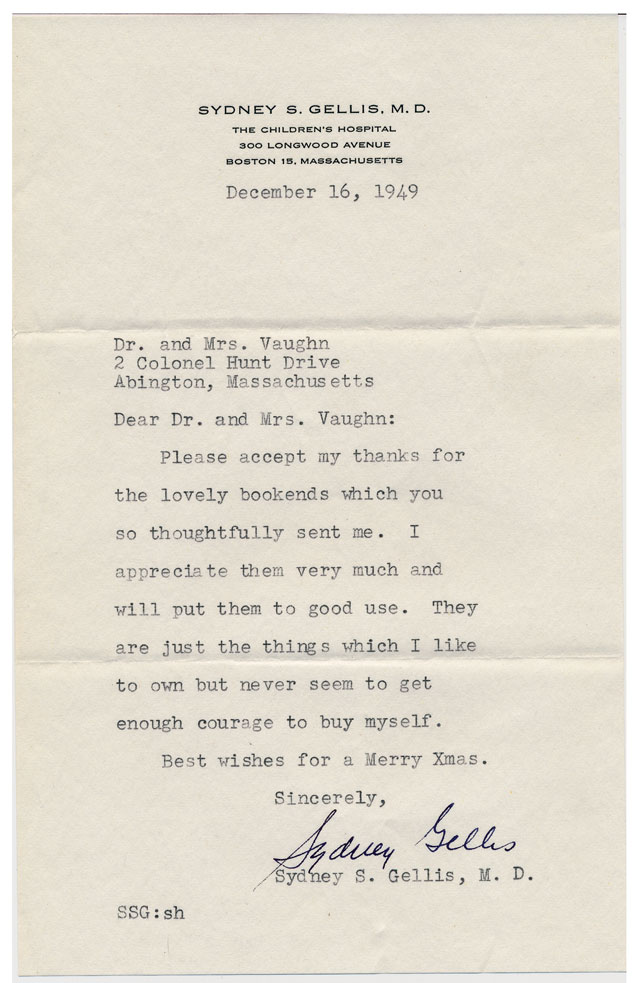 SYDNEY S. GELLIS, M. D.
THE CHILDREN'S HOSPITAL
300 LONGWOOD AVENUE
BOSTON 15, MASSACHUSETTS
December 16, 1949
Dr. and Mrs. Vaughn
2 Colonel Hunt Drive
Abington, Massachusetts
Dear Dr. and Mrs. Vaughn:
Please accept my thanks for
the lovely bookends which you
so thoughtfully sent me. I
appreciate them very much and
will put them to good use. They
are just the things which I like
to own but never seem to get
enough courage to buy myself.
Best wishes for a Merry Xmas.
Sincerely,
Sydney Gellis
Sydney S. Gellis, M. D.
SSG:sh